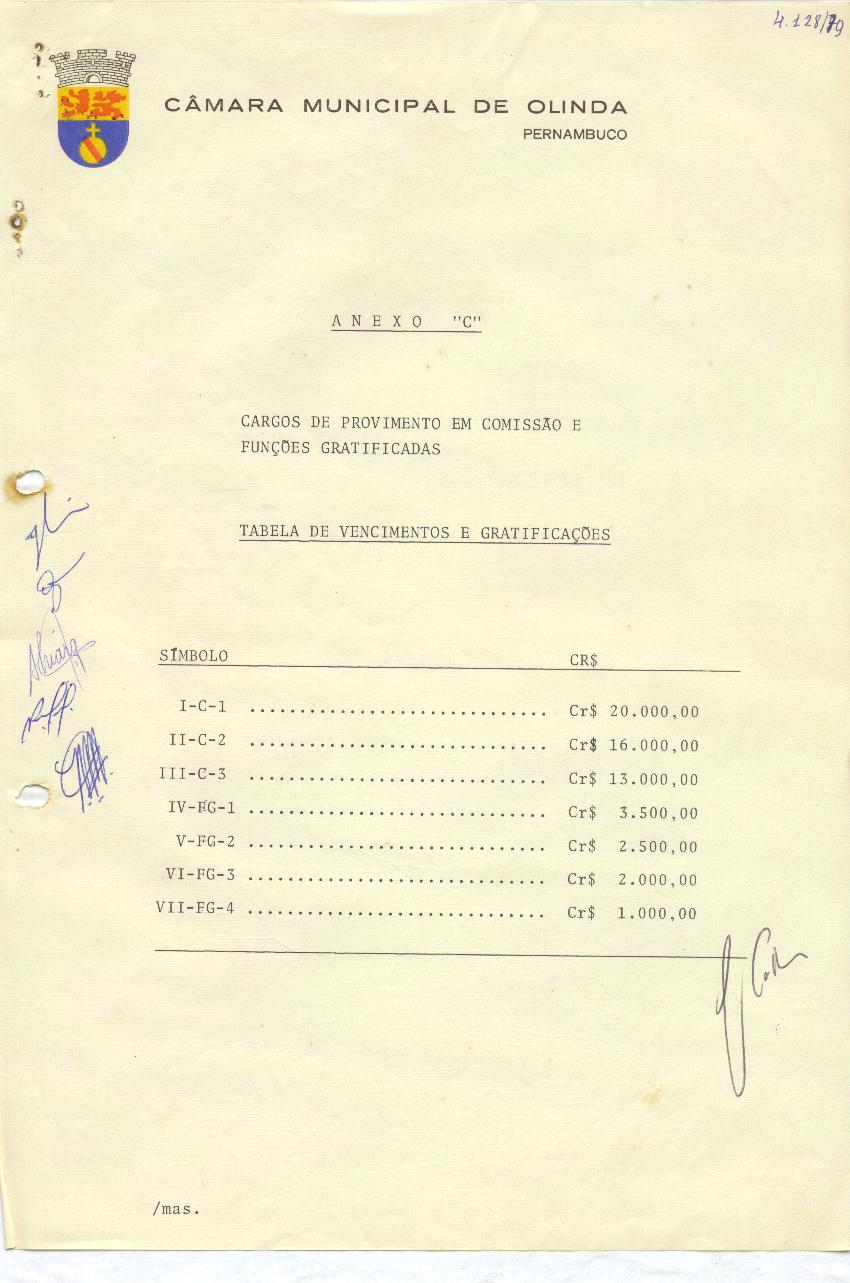 4.128/79
CÂMARA MUNICIPAL DE OLINDA
PERNAMBUCO
A N E X O "C"
CARGOS DE PROVIMENTO EM COMISSÃO E
FUNÇÕES GRATIFICADAS
TABELA DE VENCIMENTOS E GRATIFICAÇÕES
SÍMBOLO CR$
I-C-1 .............................. Cr$ 20.000,00
II-C-2 .............................. Cr$ 16.000,00
III-C-3 .............................. Cr$ 13.000,00
IV-FG-1 .............................. Cr$ 3.500,00
V-FG-2 .............................. Cr$ 2.500,00
VI-FG-3 .............................. Cr$ 2.000,00
VII-FG-4 .............................. Cr$ 1.000,00
/mas.